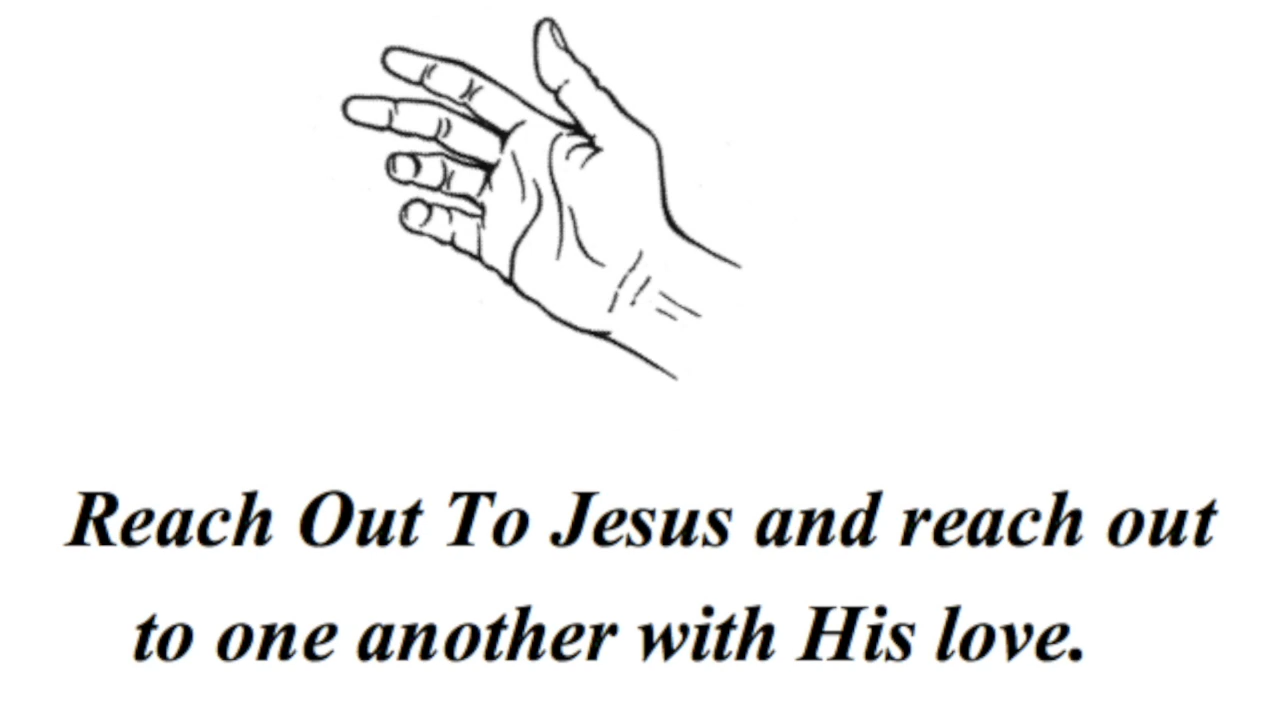 Reach Out To Jesus and reach out
to one another with His love.